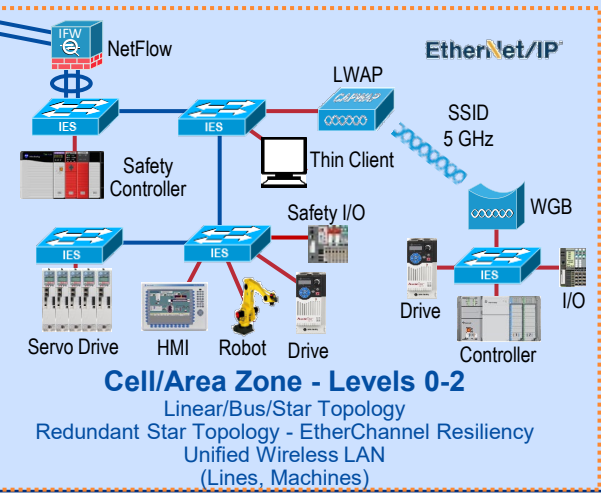 IFW
NetFlow
EtherNet/IP
LWAP
CAPWAP
SSID
5 GHz
IES
IES
Thin Client
Safety
Controller
WGB
Safety I/O
IES
IES
IES
Drive
I/O
Servo Drive
HMI
Robot
Drive
Controller
Cell/Area Zone - Levels 0-2
Linear/Bus/Star Topology
Redundant Star Topology - EtherChannel Resiliency
Unified Wireless LAN
(Lines, Machines)